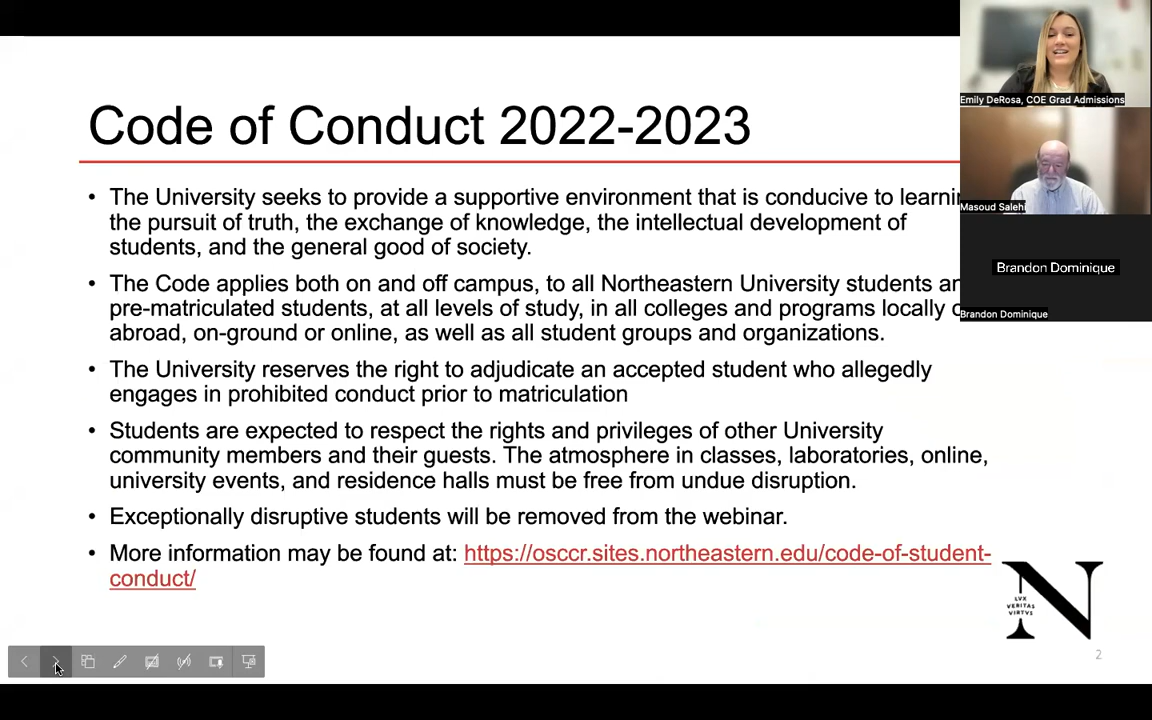 Code of Conduct 2022-2023
• The University seeks to provide a supportive environment that is conducive to learni
the pursuit of truth, the exchange of knowledge, the intellectual development of
students, and the general good of society.
• The Code applies both on and off campus, to all Northeastern University students an
pre-matriculated students, at all levels of study, in all colleges and programs locally o
abroad, on-ground or online, as well as all student groups and organizations.
• The University reserves the right to adjudicate an accepted student who allegedly
engages in prohibited conduct prior to matriculation
• Students are expected to respect the rights and privileges of other University
community members and their guests. The atmosphere in classes, laboratories, online,
university events, and residence halls must be free from undue disruption.
• Exceptionally disruptive students will be removed from the webinar.
• More information may be found at: https://osccr.sites.northeastern.edu/code-of-student-
conduct/
Emily DeRosa, COE Grad Admissions
Masoud Salehi
Brandon Dominique
Brandon Dominique
N
LVX
VERITAS
VIRTVS
2